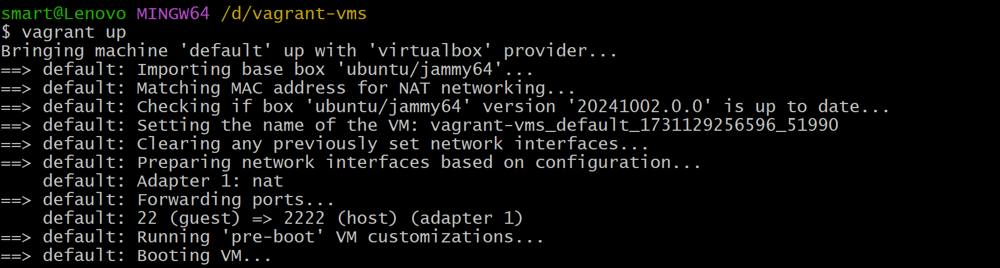 smart@Lenovo MINGW64 /d/vagrant-vms
$ vagrant up
Bringing machine 'default' up with 'virtualbox' provider...
==> default: Importing base box 'ubuntu/jammy64'...
==> default: Matching MAC address for NAT networking...
==> default: Checking if box 'ubuntu/jammy64' version '20241002.0.0' is up to date...
==> default: Setting the name of the VM: vagrant-vms_default_1731129256596_51990
==> default: Clearing any previously set network interfaces...
==> default: Preparing network interfaces based on configuration...
    default: Adapter 1: nat
==> default: Forwarding ports...
    default: 22 (guest) => 2222 (host) (adapter 1)
==> default: Running 'pre-boot' VM customizations...
==> default: Booting VM...